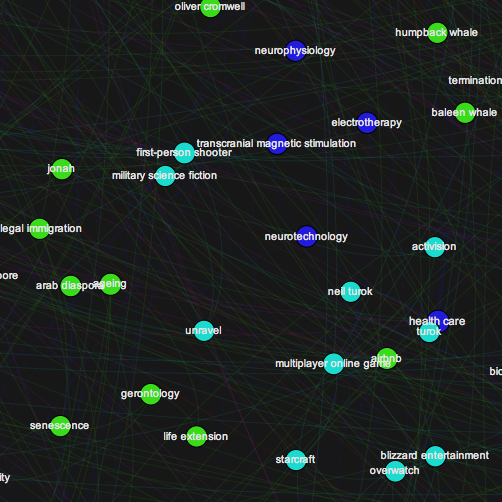 oliver cromwell
humpback whale
neurophysiology
termination
baleen whale
electrotherapy
transcranial magnetic stimulation
first-person shooter
jonah
military science fiction
legal immigration
neurotechnology
activision
ore
arab diaspora
ageing
neil turok
health care
turok
unravel
airbnb
multiplayer online game
bio
gerontology
senescence
life extension
blizzard entertainment
starcraft
overwatch
ity